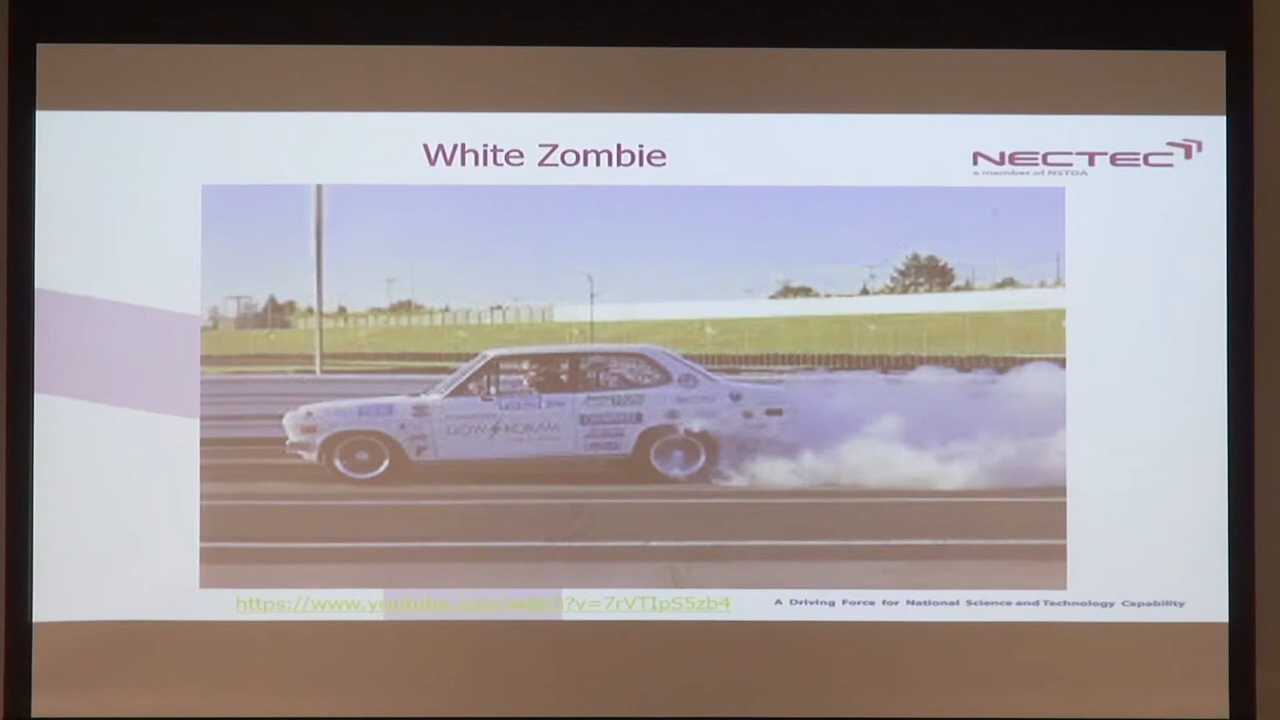 White Zombie
NECTEC
a member of NSTDA
https://www.youtube.com/watch?v=7rVTIpS5zb4
A Driving Force for National Science and Technology Capability